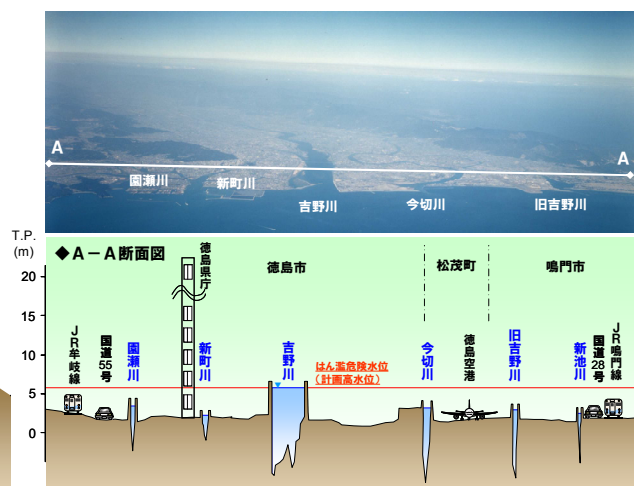 A
A
園瀬川
新町川
吉野川
今切川
旧吉野川
T.P.
(m)
◆A－A断面図
徳島県庁
徳島市
松茂町
鳴門市
20
15
10
5
0
JR牟岐線
国道55号
園瀬川
新町川
吉野川
はん濫危険水位
(計画高水位)
今切川
徳島空港
旧吉野川
新池川
国道28号
JR鳴門線